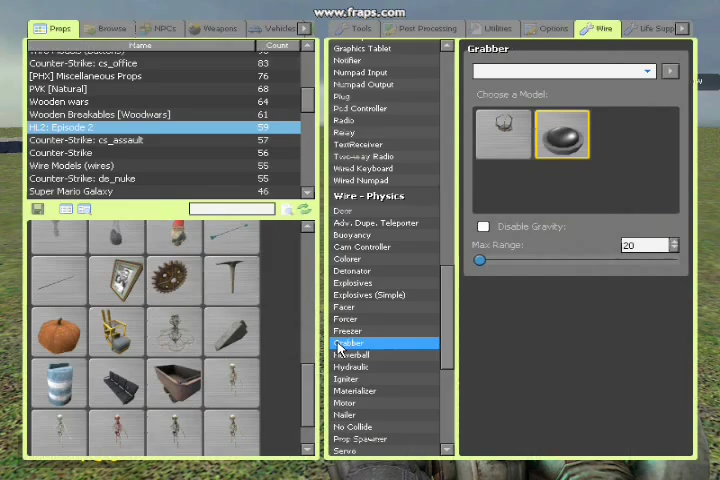 www.fraps.com
Props Browse NPCs Weapons Vehicles
Tools Post Processing Utilities Options Wire Life Supp
Name Count
Wire Models (Buttons)
Counter-Strike: cs_office 83
[PHX] Miscellaneous Props 76
PVK [Natural] 68
Wooden wars 64
Wooden Breakables [Woodwars] 61
HL2: Episode 2 59
Counter-Strike: cs_assault 57
Counter-Strike 56
Wire Models (wires) 55
Counter-Strike: de_nuke 55
Super Mario Galaxy 46
Graphics Tablet
Notifier
Numpad Input
Numpad Output
Plug
Pod Controller
Radio
Relay
TextReceiver
Two-way Radio
Wired Keyboard
Wired Numpad
Wire - Physics
Door
Adv. Dupe. Teleporter
Buoyancy
Cam Controller
Colorer
Detonator
Explosives
Explosives (Simple)
Facer
Forcer
Freezer
Grabber
Hoverball
Hydraulic
Igniter
Materializer
Motor
Nailer
No Collide
Prop Spawner
Servo
Grabber
Choose a Model:
Disable Gravity:
Max Range: 20